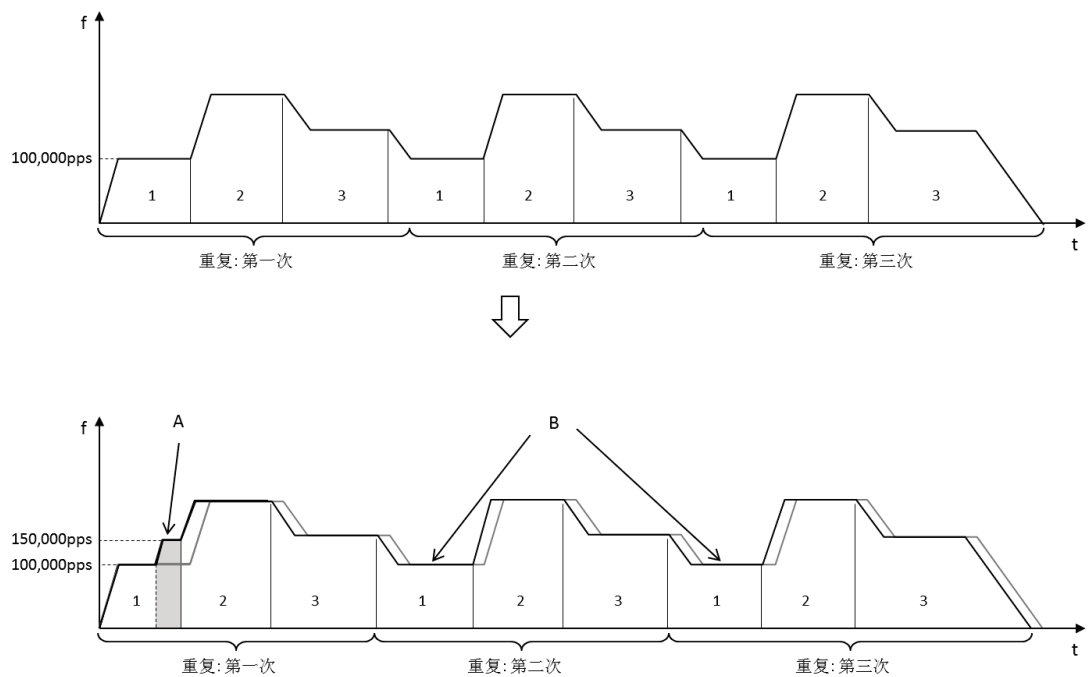 f
100,000pps
1 2 3 1 2 3 1 2 3
t
重复: 第一次 重复: 第二次 重复: 第三次
A B
f
150,000pps
100,000pps
1 2 3 1 2 3 1 2 3
t
重复: 第一次 重复: 第二次 重复: 第三次